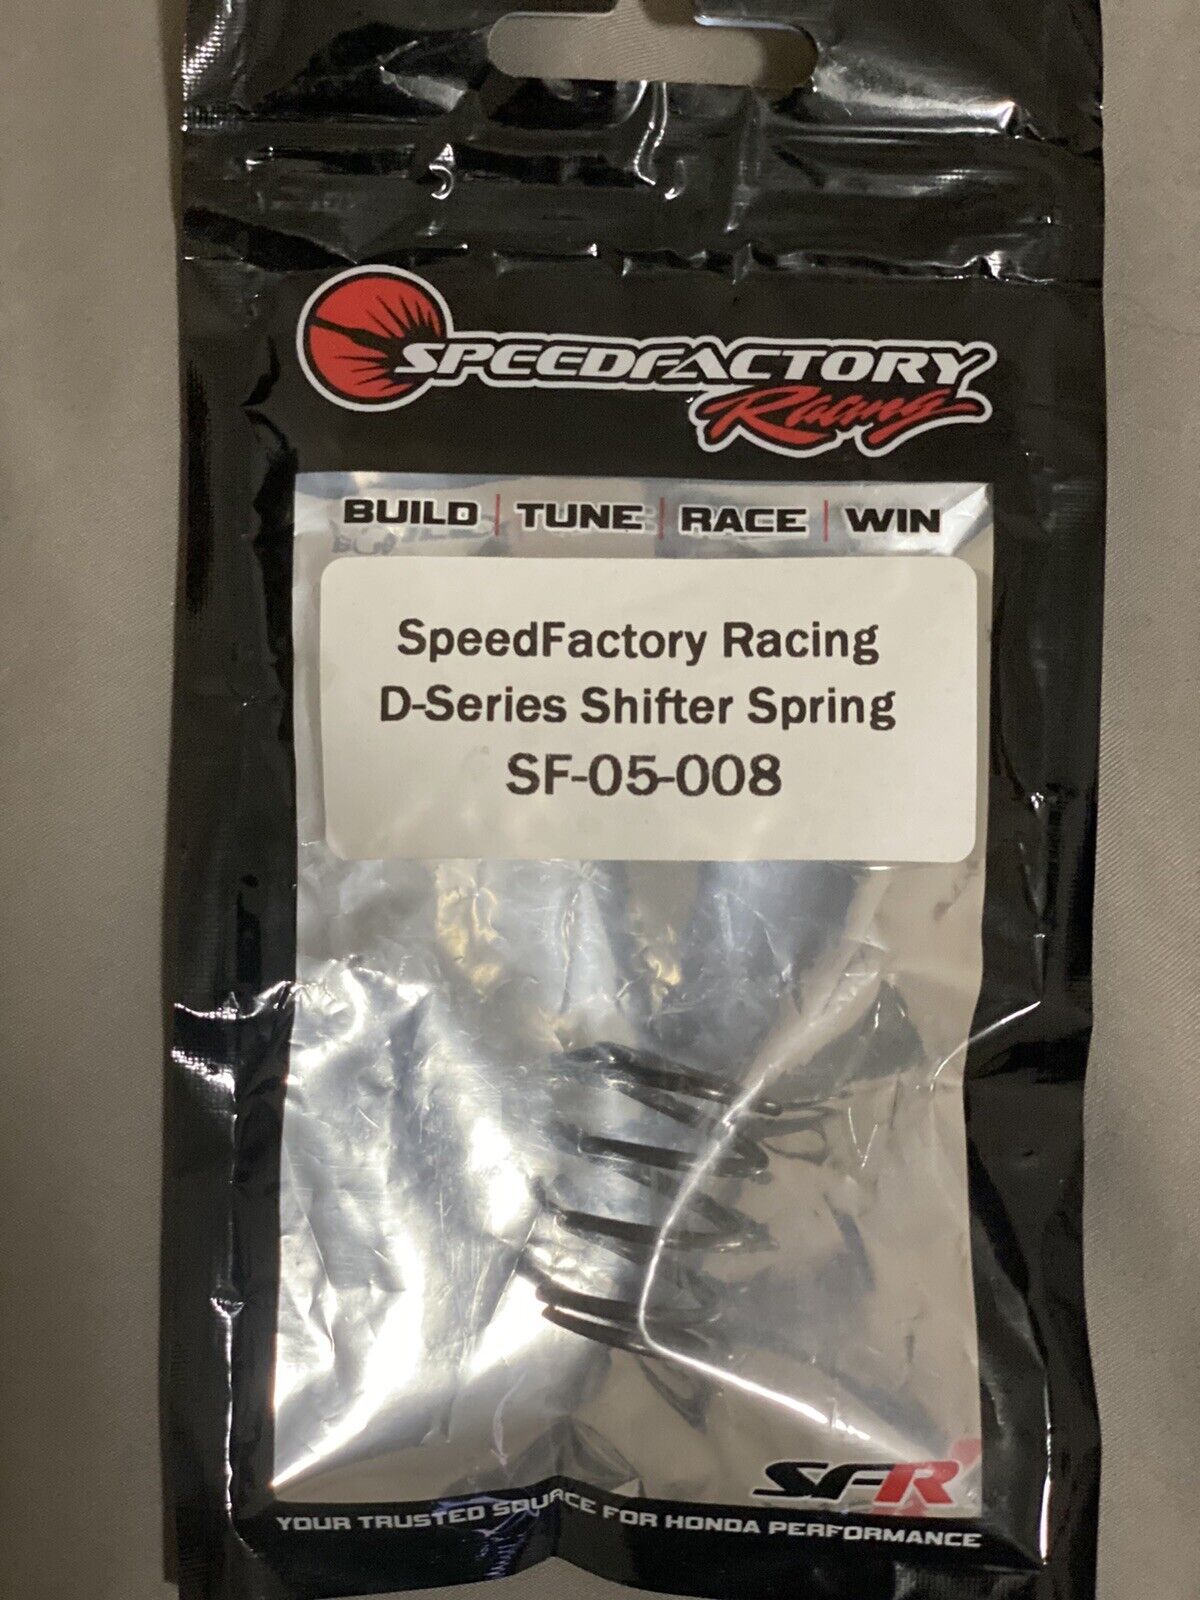 SPEEDFACTORY
Racing
BUILD | TUNE | RACE | WIN
SpeedFactory Racing
D-Series Shifter Spring
SF-05-008
SFR
YOUR TRUSTED SOURCE FOR HONDA PERFORMANCE